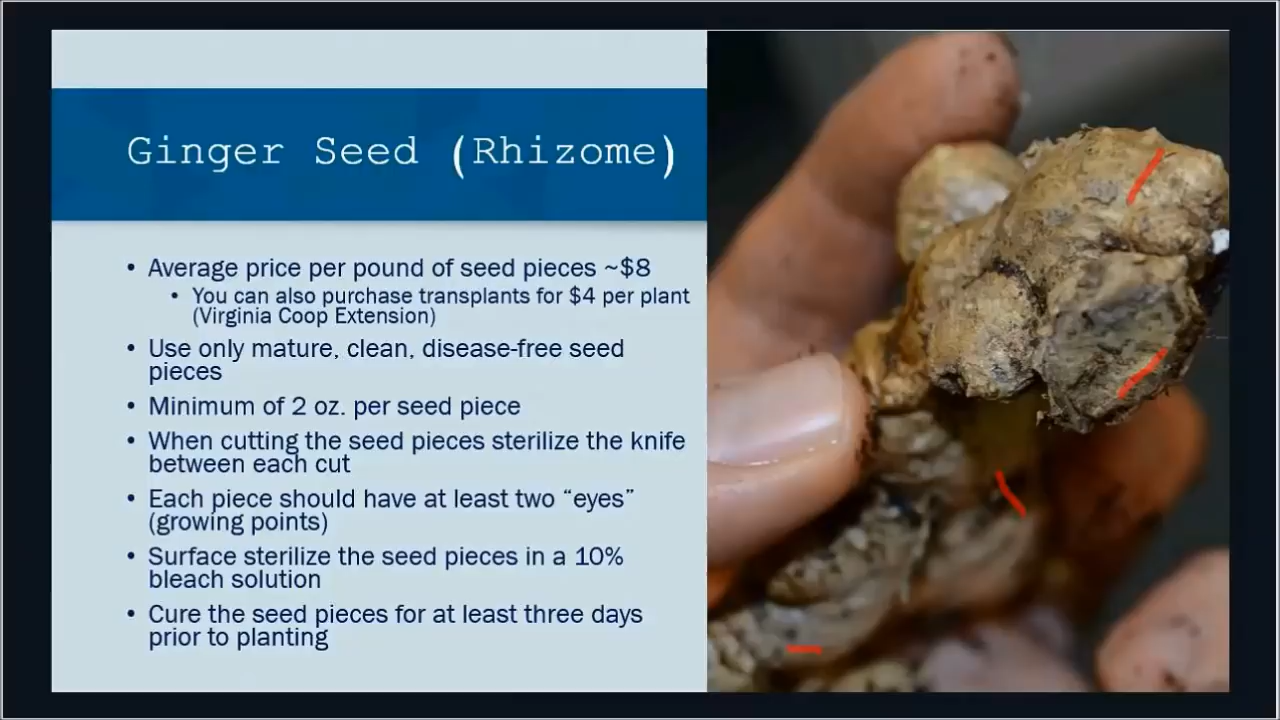 Ginger Seed (Rhizome)
• Average price per pound of seed pieces ~$8
• You can also purchase transplants for $4 per plant
(Virginia Coop Extension)
• Use only mature, clean, disease-free seed
pieces
• Minimum of 2 oz. per seed piece
• When cutting the seed pieces sterilize the knife
between each cut
• Each piece should have at least two “eyes”
(growing points)
• Surface sterilize the seed pieces in a 10%
bleach solution
• Cure the seed pieces for at least three days
prior to planting